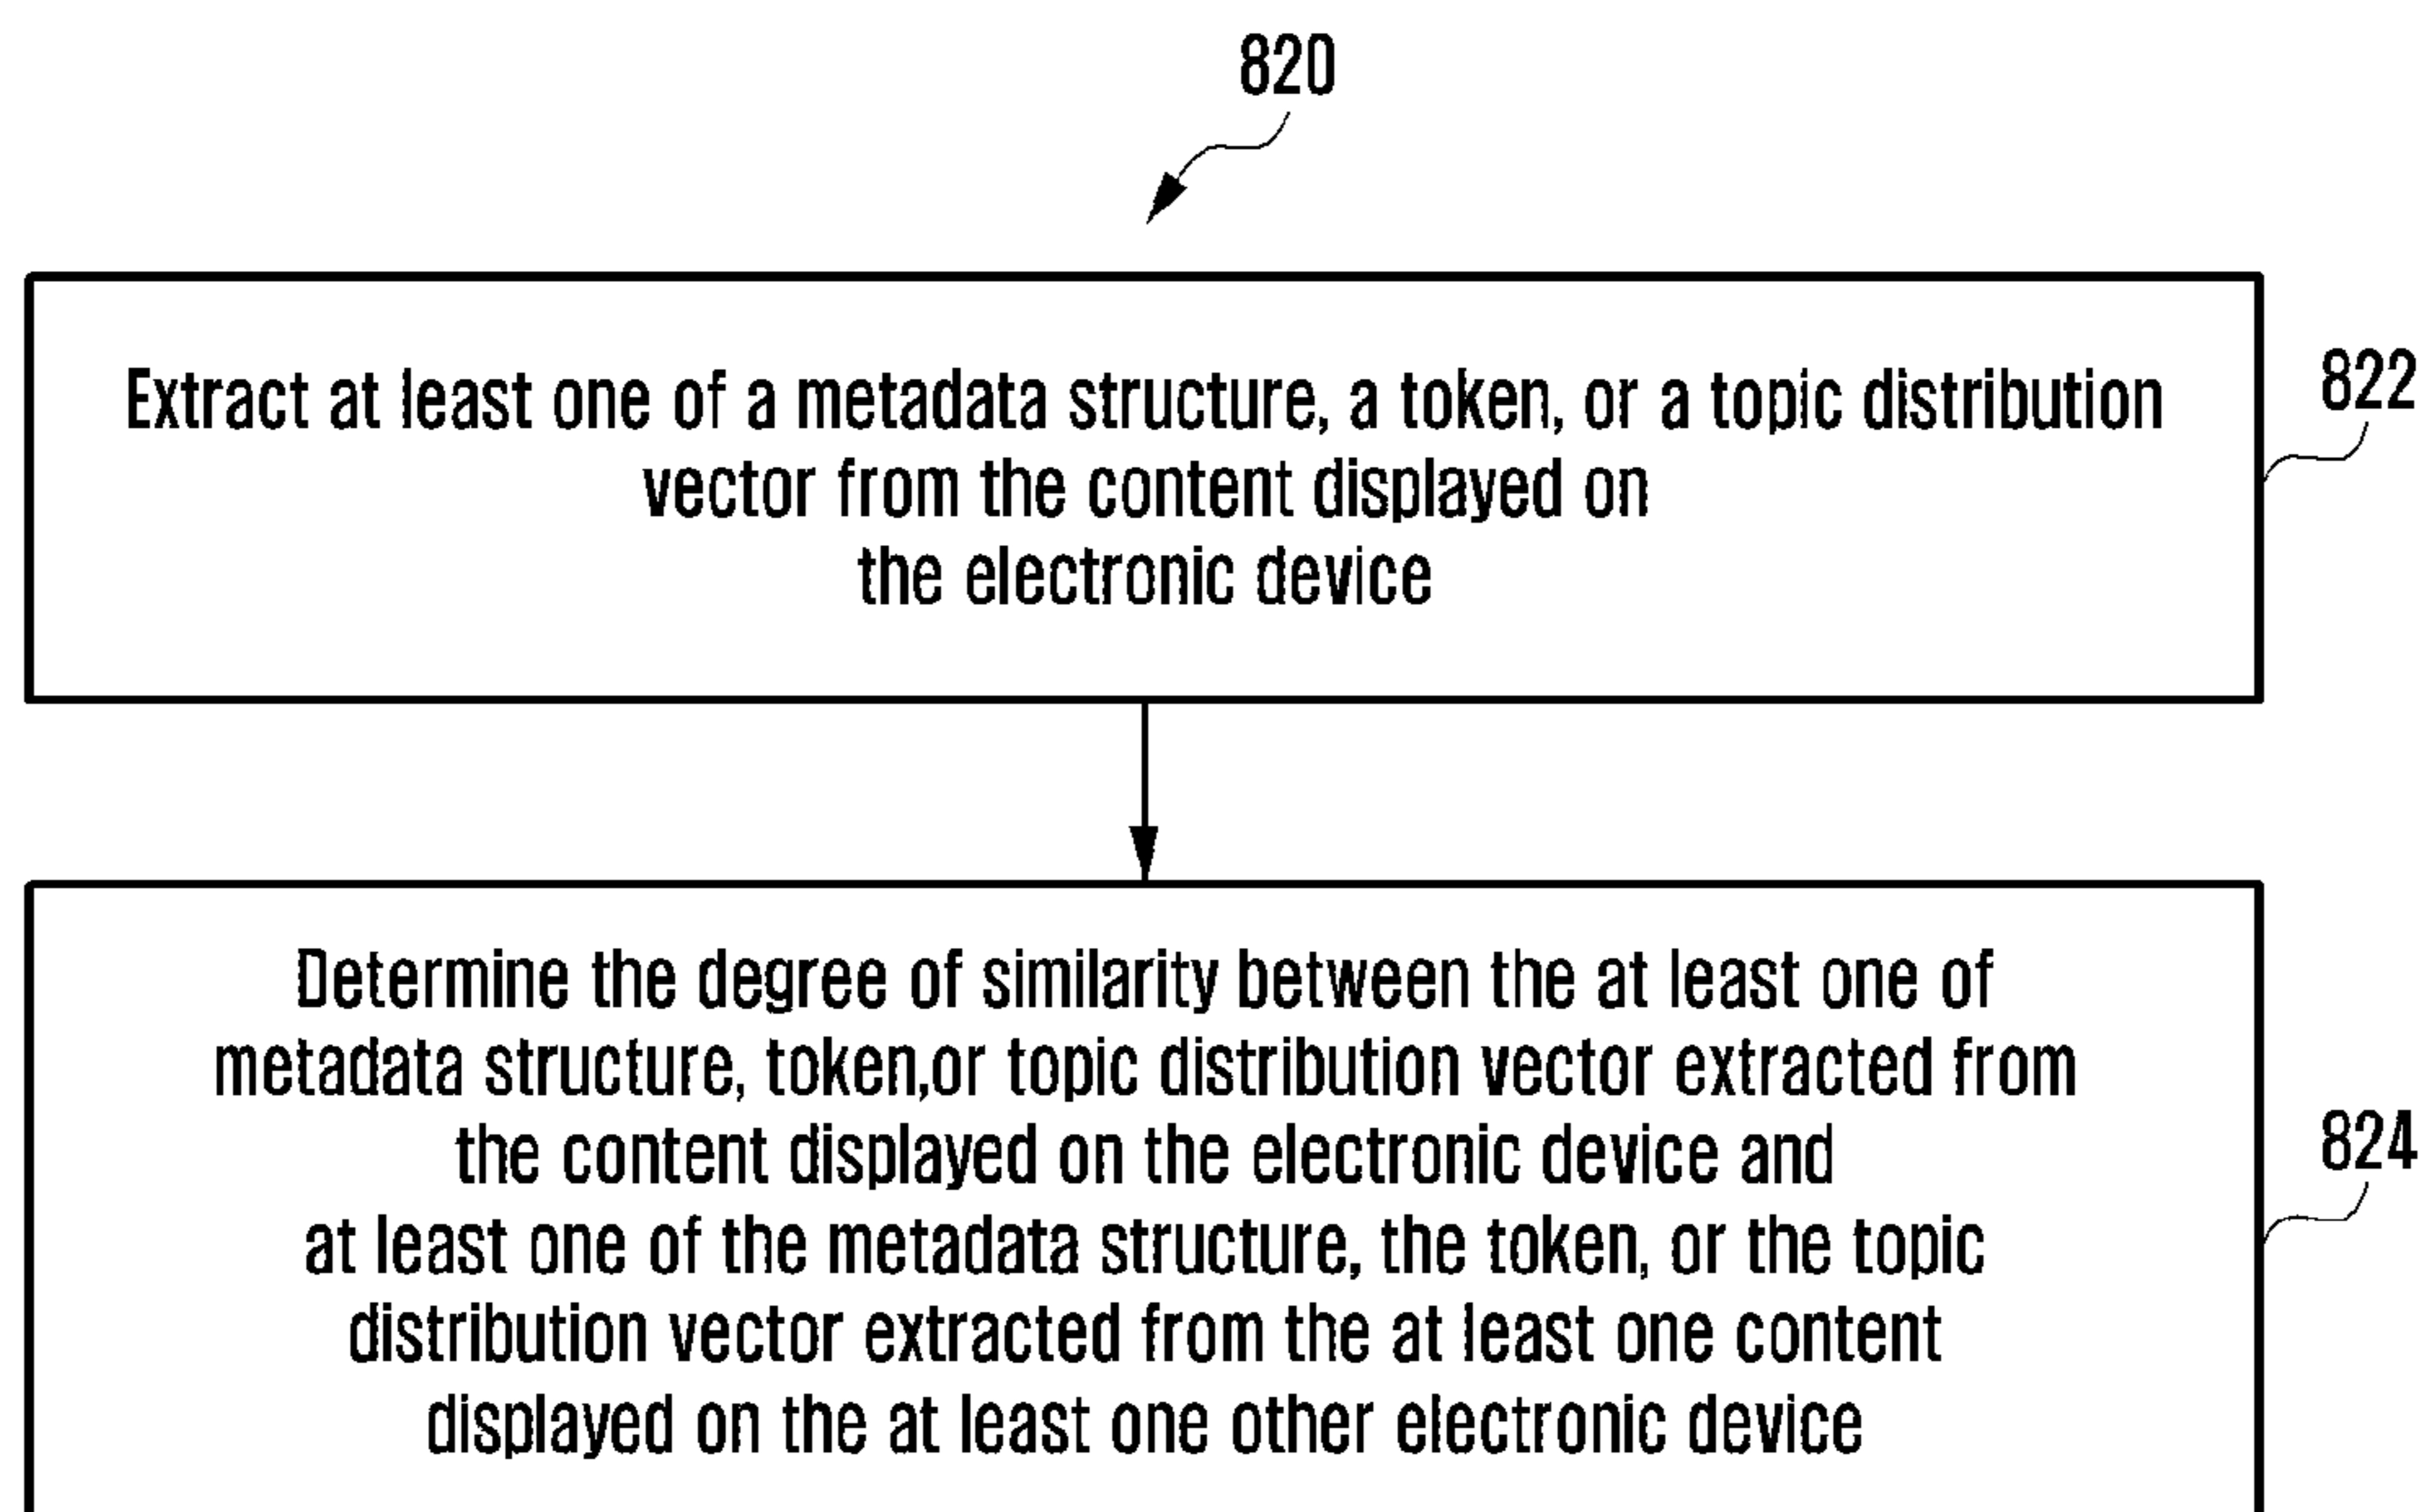 820
Extract at least one of a metadata structure, a token, or a topic distribution
vector from the content displayed on
the electronic device
822
Determine the degree of similarity between the at least one of
metadata structure, token,or topic distribution vector extracted from
the content displayed on the electronic device and
at least one of the metadata structure, the token, or the topic
distribution vector extracted from the at least one content
displayed on the at least one other electronic device
824